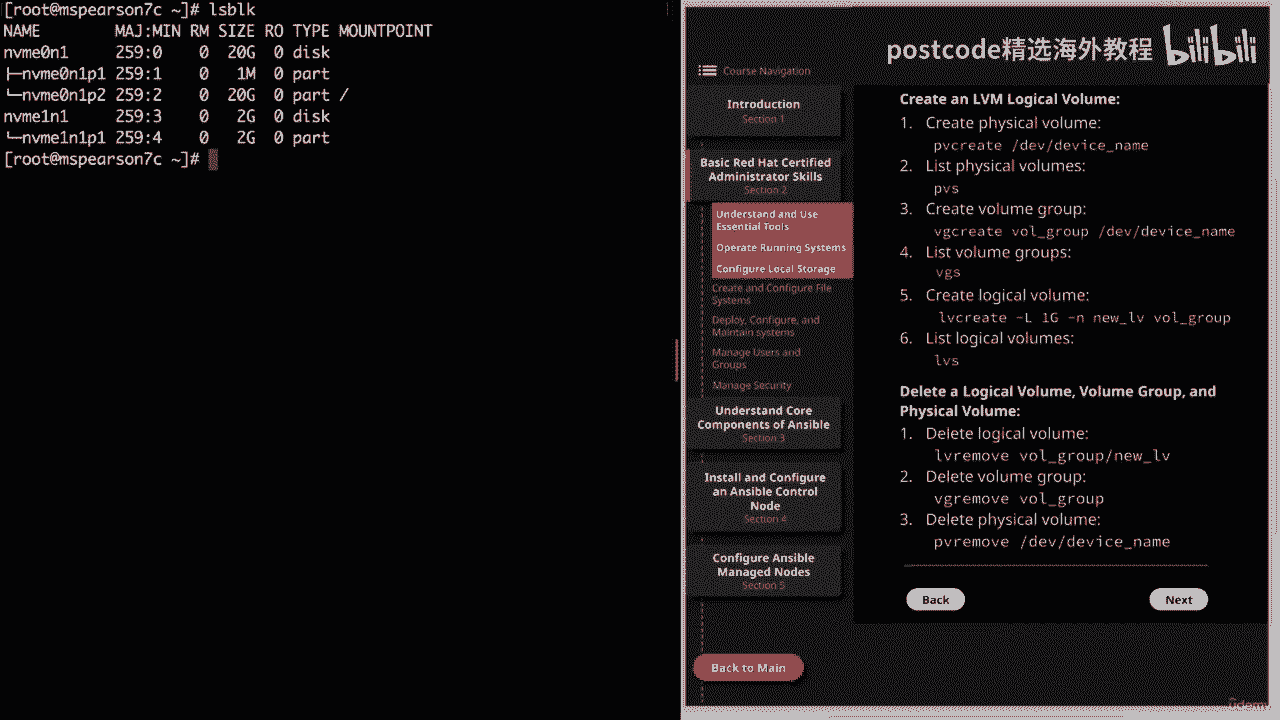 [root@mspearson7c ~]# lsblk
NAME        MAJ:MIN RM SIZE RO TYPE MOUNTPOINT
nvme0n1     259:0    0  20G  0 disk
├─nvme0n1p1 259:1    0   1M  0 part
└─nvme0n1p2 259:2    0  20G  0 part /
nvme1n1     259:3    0   2G  0 disk
└─nvme1n1p1 259:4    0   2G  0 part
[root@mspearson7c ~]#
postcode精选海外教程 bilibili
Course Navigation
Introduction
Section 1
Basic Red Hat Certified
Administrator Skills
Section 2
Understand and Use
Essential Tools
Operate Running Systems
Configure Local Storage
Create and Configure File
Systems
Deploy, Configure, and
Maintain systems
Manage Users and
Groups
Manage Security
Understand Core
Components of Ansible
Section 3
Install and Configure
an Ansible Control
Node
Section 4
Configure Ansible
Managed Nodes
Section 5
Back to Main
Create an LVM Logical Volume:
1. Create physical volume:
pvcreate /dev/device_name
2. List physical volumes:
pvs
3. Create volume group:
vgcreate vol_group /dev/device_name
4. List volume groups:
vgs
5. Create logical volume:
lvcreate -L 1G -n new_lv vol_group
6. List logical volumes:
lvs
Delete a Logical Volume, Volume Group, and
Physical Volume:
1. Delete logical volume:
lvremove vol_group/new_lv
2. Delete volume group:
vgremove vol_group
3. Delete physical volume:
pvremove /dev/device_name
Back
Next
ûdemy